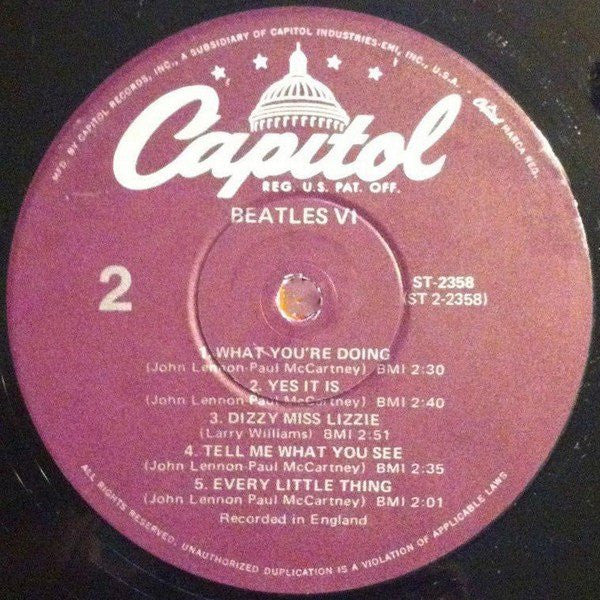 MFD. BY CAPITOL RECORDS, INC., A SUBSIDIARY OF CAPITOL INDUSTRIES-EMI, INC., U.S.A. • Capitol MARCA REG.
Capitol
REG. U.S. PAT. OFF.
BEATLES VI
2
ST-2358
(ST 2-2358)
1. WHAT YOU'RE DOING
(John Lennon-Paul McCartney) BMI 2:30
2. YES IT IS
(John Lennon-Paul McCartney) BMI 2:40
3. DIZZY MISS LIZZIE
(Larry Williams) BMI 2:51
4. TELL ME WHAT YOU SEE
(John Lennon-Paul McCartney) BMI 2:35
5. EVERY LITTLE THING
(John Lennon-Paul McCartney) BMI 2:01
Recorded in England
ALL RIGHTS RESERVED. UNAUTHORIZED DUPLICATION IS A VIOLATION OF APPLICABLE LAWS